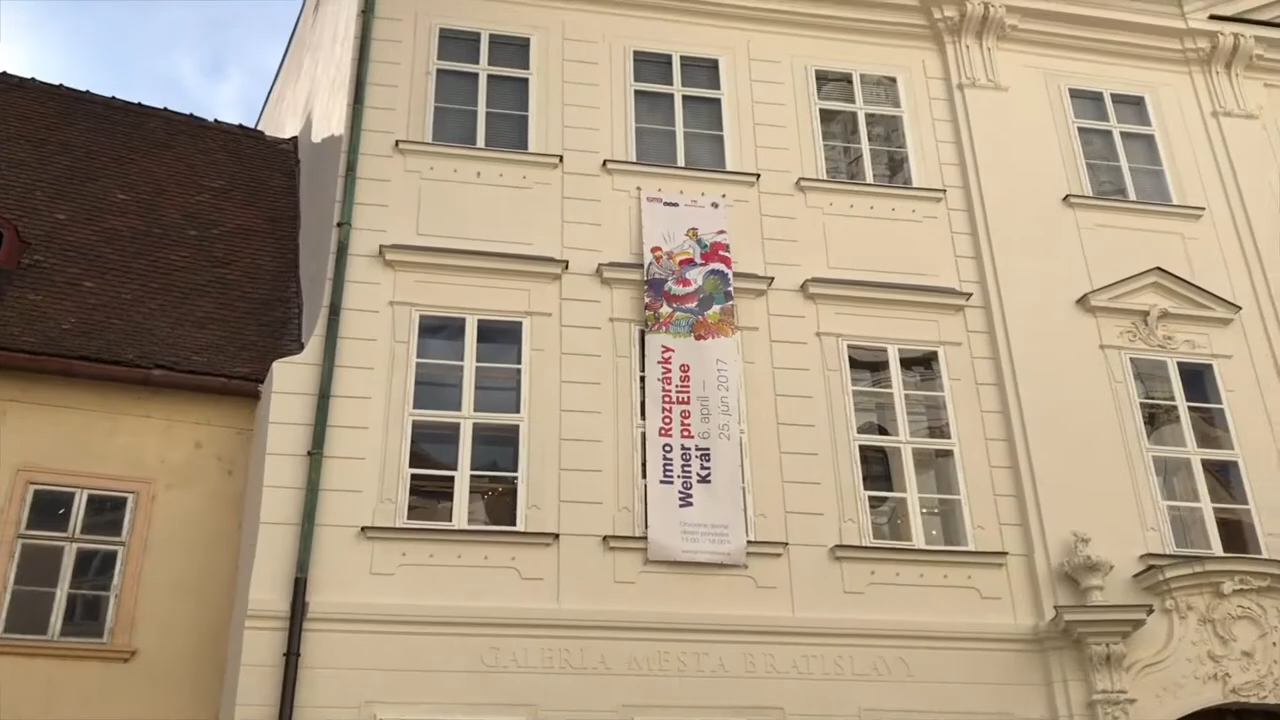 Imro Rozprávky
Weiner pre Elise
Kráľ 6. apríl —
25. jún 2017
GALERIA MESTA BRATISLAVY